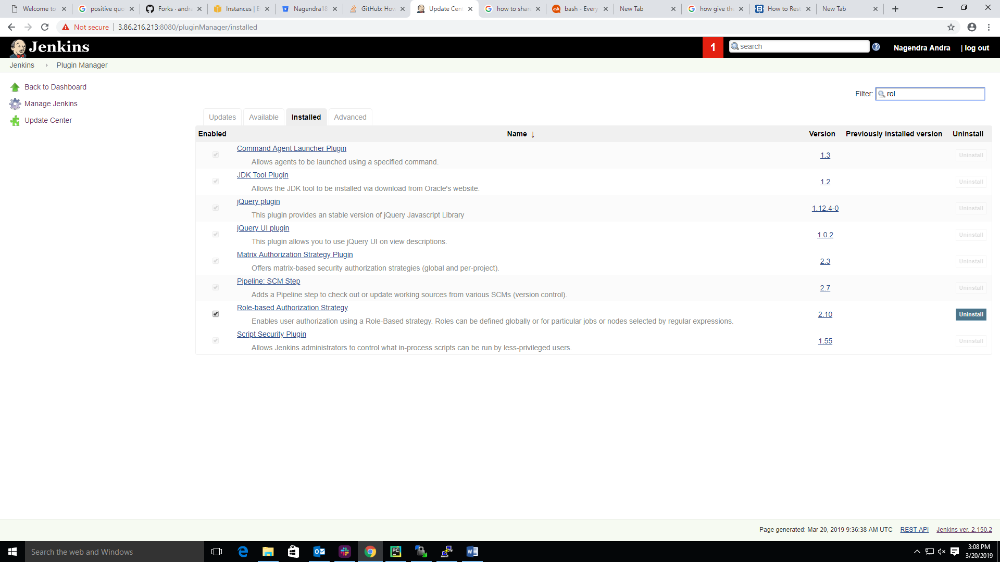 Welcome to
positive quo
Forks · andra
Instances | E
Nagendra18
GitHub: How
Update Cent
how to share
bash - Every
New Tab
how give the
How to Rest
New Tab
Not secure
3.86.216.213:8080/pluginManager/installed
Jenkins
1
search
Nagendra Andra
| log out
Jenkins
Plugin Manager
Back to Dashboard
Manage Jenkins
Update Center
Filter: rol
Updates
Available
Installed
Advanced
Enabled
Name ↓
Version
Previously installed version
Uninstall
Command Agent Launcher Plugin
Allows agents to be launched using a specified command.
1.3
Uninstall
JDK Tool Plugin
Allows the JDK tool to be installed via download from Oracle's website.
1.2
Uninstall
jQuery plugin
This plugin provides an stable version of jQuery Javascript Library
1.12.4-0
Uninstall
jQuery UI plugin
This plugin allows you to use jQuery UI on view descriptions.
1.0.2
Uninstall
Matrix Authorization Strategy Plugin
Offers matrix-based security authorization strategies (global and per-project).
2.3
Uninstall
Pipeline: SCM Step
Adds a Pipeline step to check out or update working sources from various SCMs (version control).
2.7
Uninstall
Role-based Authorization Strategy
Enables user authorization using a Role-Based strategy. Roles can be defined globally or for particular jobs or nodes selected by regular expressions.
2.10
Uninstall
Script Security Plugin
Allows Jenkins administrators to control what in-process scripts can be run by less-privileged users.
1.55
Uninstall
Page generated: Mar 20, 2019 9:36:38 AM UTC
REST API
Jenkins ver. 2.150.2
Search the web and Windows
3:08 PM
3/20/2019